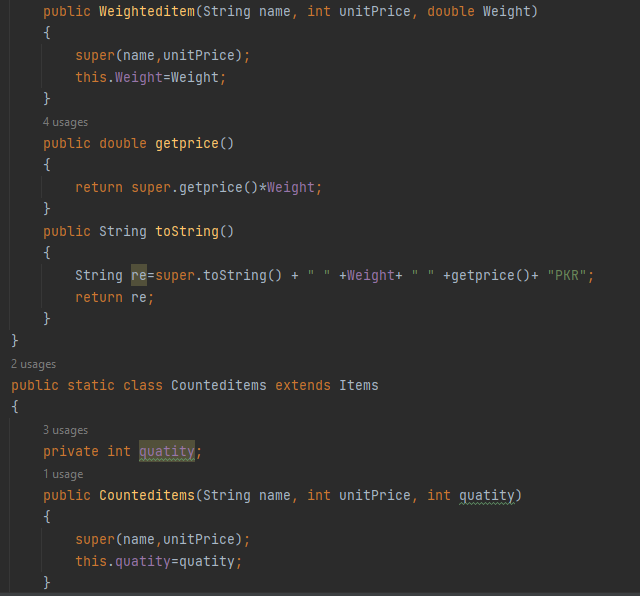 public Weighteditem(String name, int unitPrice, double Weight)
{
super(name,unitPrice);
this.Weight=Weight;
}
4 usages
public double getprice()
{
return super.getprice()*Weight;
}
public String toString()
{
String re=super.toString() + " " +Weight+ " " +getprice()+ "PKR";
return re;
}
}
2 usages
public static class Counteditems extends Items
{
3 usages
private int quatity;
1 usage
public Counteditems(String name, int unitPrice, int quatity)
{
super(name,unitPrice);
this.quatity=quatity;
}